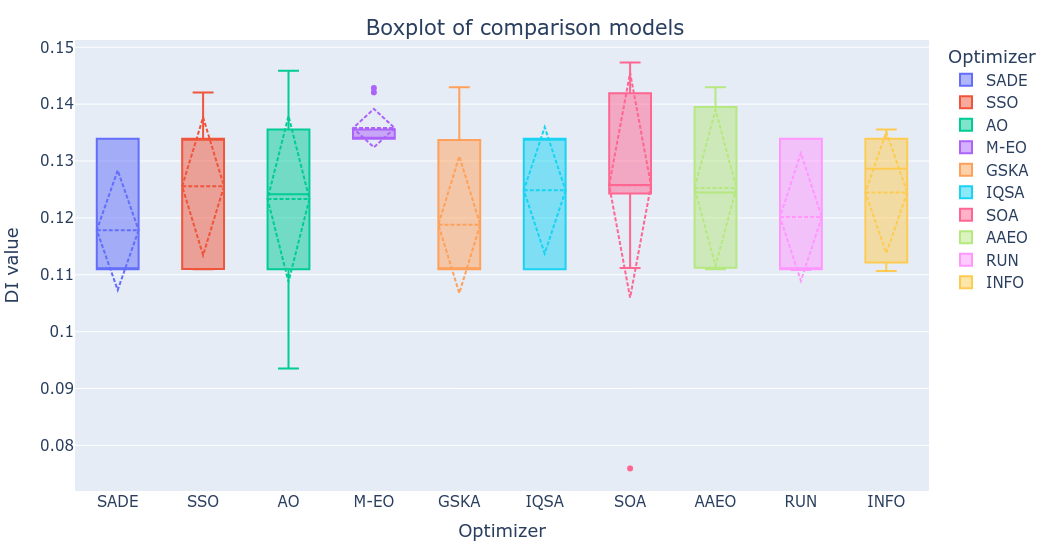 Boxplot of comparison models
DI value
0.15
0.14
0.13
0.12
0.11
0.1
0.09
0.08
SADE
SSO
AO
M-EO
GSKA
IQSA
SOA
AAEO
RUN
INFO
Optimizer
Optimizer
SADE
SSO
AO
M-EO
GSKA
IQSA
SOA
AAEO
RUN
INFO